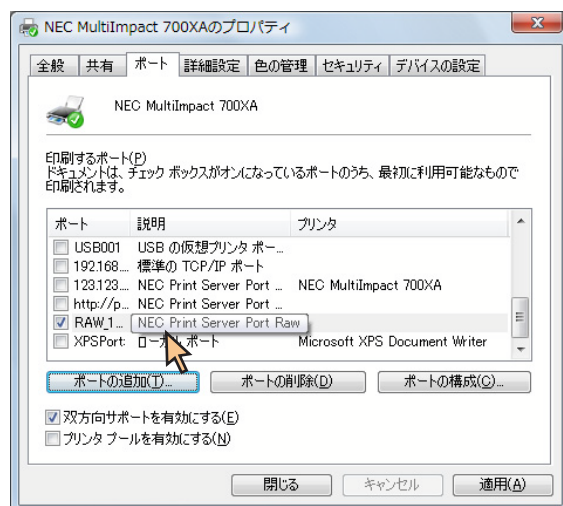 NEC MultiImpact 700XAのプロパティ
全般 共有 ポート 詳細設定 色の管理 セキュリティ デバイスの設定
NEC MultiImpact 700XA
印刷するポート(P)
ドキュメントは、チェック ボックスがオンになっているポートのうち、最初に利用可能なもので
印刷されます。
ポート 説明 プリンタ
USB001 USB の仮想プリンタ ポー...
192.168.... 標準の TCP/IP ポート
123.123.... NEC Print Server Port ... NEC MultiImpact 700XA
http://p... NEC Print Server Port ...
RAW_1... NEC Print Server Port Raw
XPSPort: ローカル ポート Microsoft XPS Document Writer
ポートの追加(T)... ポートの削除(D) ポートの構成(C)...
双方向サポートを有効にする(E)
プリンタ プールを有効にする(N)
閉じる キャンセル 適用(A)